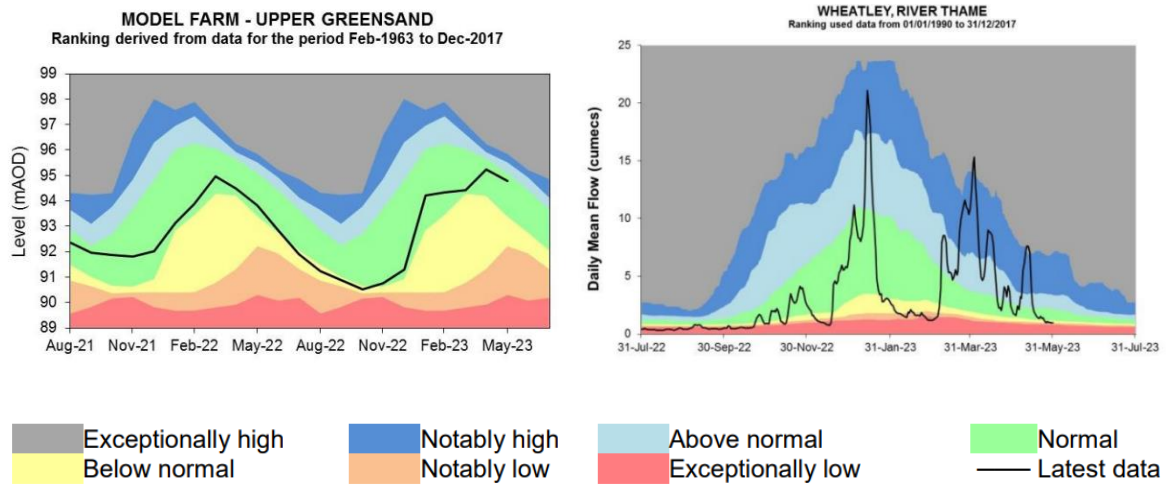 MODEL FARM - UPPER GREENSAND
Ranking derived from data for the period Feb-1963 to Dec-2017
Level (mAOD)
99
98
97
96
95
94
93
92
91
90
89
Aug-21 Nov-21 Feb-22 May-22 Aug-22 Nov-22 Feb-23 May-23
WHEATLEY, RIVER THAME
Ranking used data from 01/01/1990 to 31/12/2017
Daily Mean Flow (cumecs)
25
20
15
10
5
0
31-Jul-22 30-Sep-22 30-Nov-22 31-Jan-23 31-Mar-23 31-May-23 31-Jul-23
Exceptionally high Notably high Above normal Normal
Below normal Notably low Exceptionally low Latest data